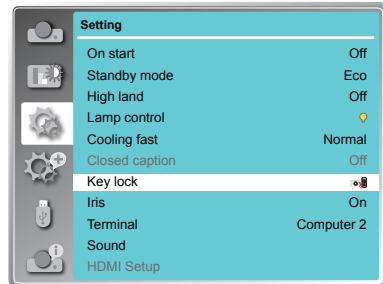 Setting
On start Off
Standby mode Eco
High land Off
Lamp control
Cooling fast Normal
Closed caption Off
Key lock
Iris On
Terminal Computer 2
Sound
HDMI Setup